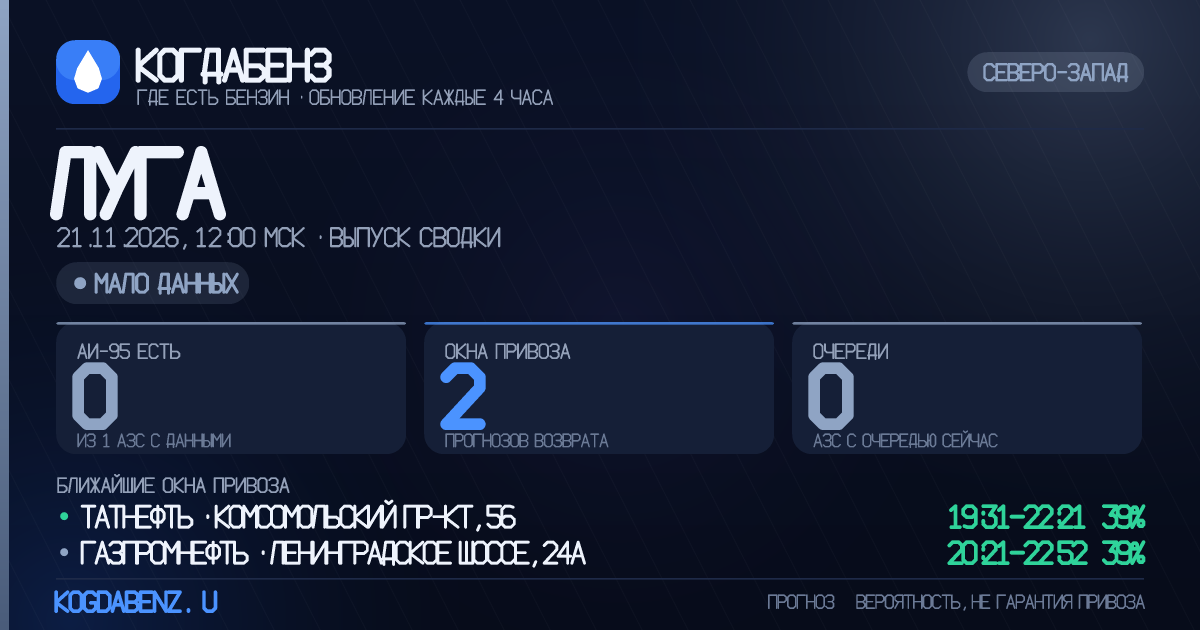 КОГДАБЕНЗ
ГДЕ ЕСТЬ БЕНЗИН · ОБНОВЛЕНИЕ КАЖДЫЕ 4 ЧАСА
СЕВЕРО-ЗАПАД
ЛУГА
21.11.2026, 12:00 МСК · ВЫПУСК СВОДКИ
• МАЛО ДАННЫХ
АИ-95 ЕСТЬ
0
ИЗ 1 АЗС С ДАННЫМИ
ОКНА ПРИВОЗА
2
ПРОГНОЗОВ ВОЗВРАТА
ОЧЕРЕДИ
0
АЗС С ОЧЕРЕДЬЮ СЕЙЧАС
БЛИЖАЙШИЕ ОКНА ПРИВОЗА
• ТАТНЕФТЬ · КОМСОМОЛЬСКИЙ ПР-КТ, 56 19:31-22:21 39%
• ГАЗПРОМНЕФТЬ · ЛЕНИНГРАДСКОЕ ШОССЕ, 24А 20:21-22:52 39%
KOGDABENZ. U
ПРОГНОЗ ВЕРОЯТНОСТЬ, НЕ ГАРАНТИЯ ПРИВОЗА